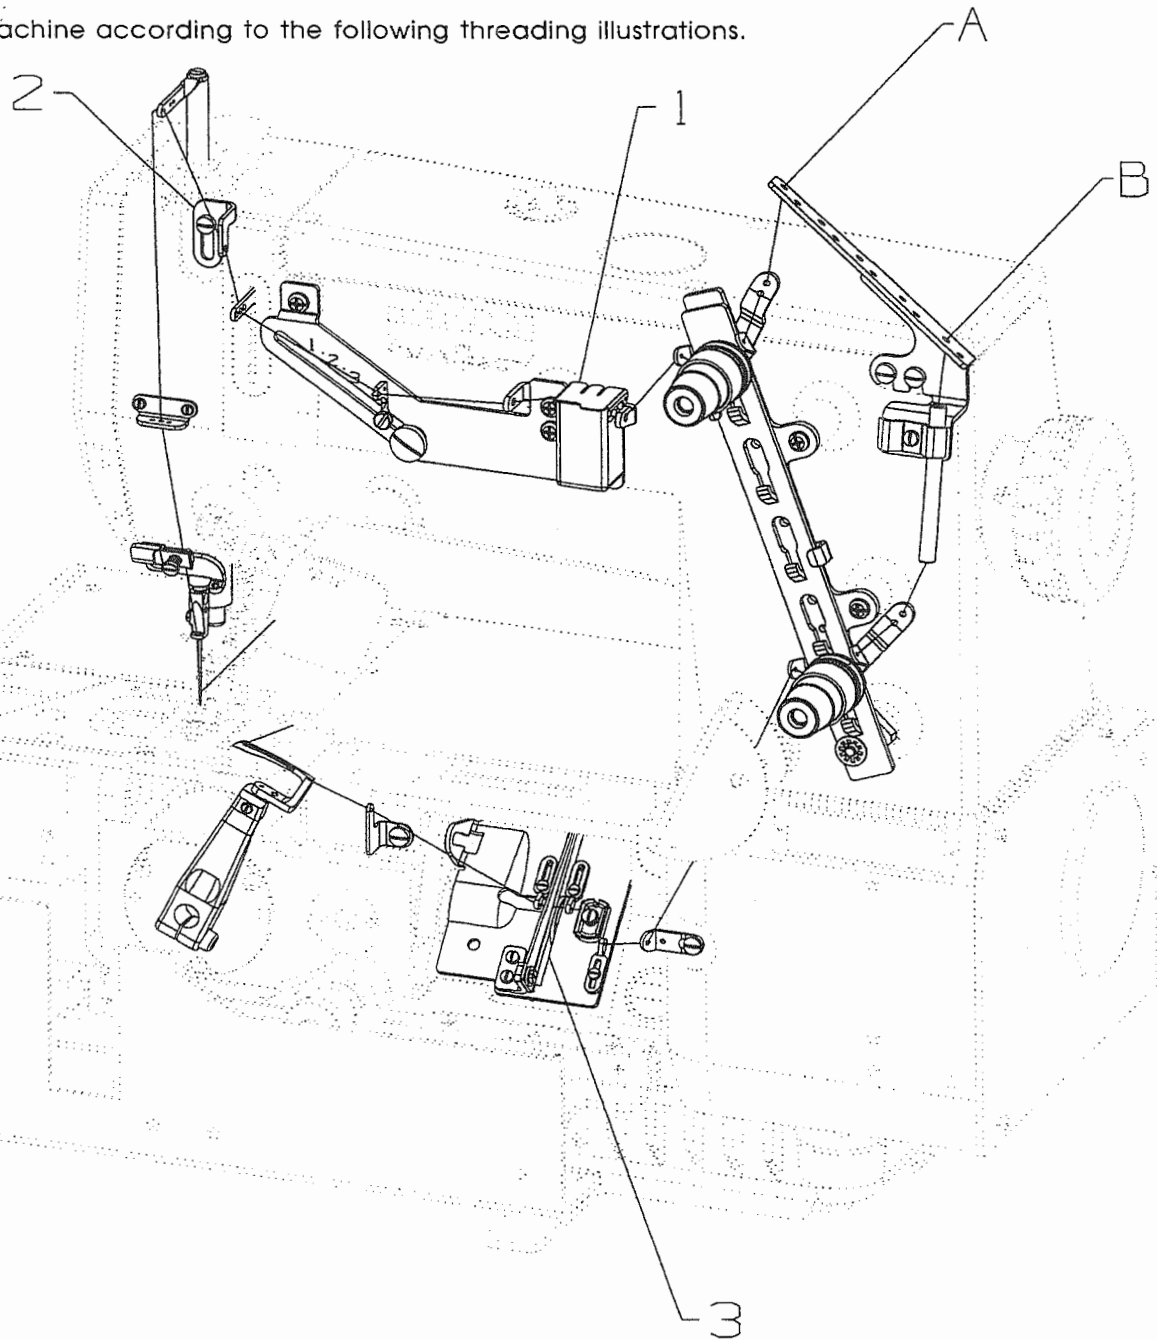 achine according to the following threading illustrations.
A
2
1
B
1 2 3
3